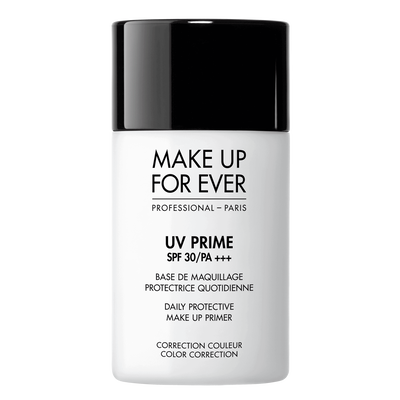 MAKE UP
FOR EVER
PROFESSIONAL – PARIS
UV PRIME
SPF 30/PA +++
BASE DE MAQUILLAGE
PROTECTRICE QUOTIDIENNE
DAILY PROTECTIVE
MAKE UP PRIMER
CORRECTION COULEUR
COLOR CORRECTION